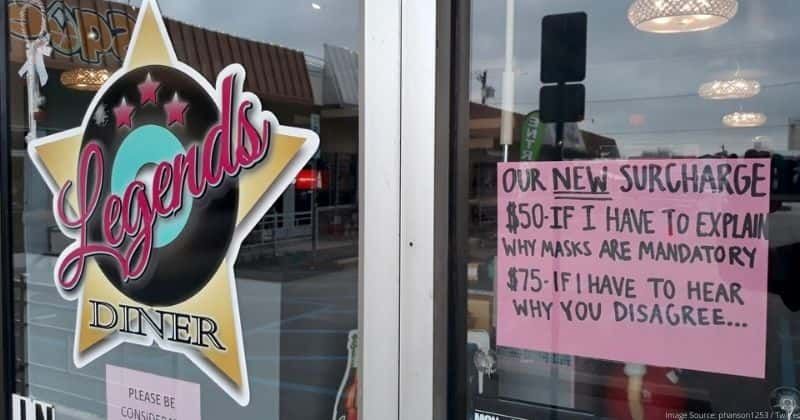 Legends
DINER
PLEASE BE
OUR NEW SURCHARGE
$50-IF I HAVE TO EXPLAIN
WHY MASKS ARE MANDATORY
$75-IF I HAVE TO HEAR
WHY YOU DISAGREE...
ENTR
Image Source: phanson1253 / Twitter